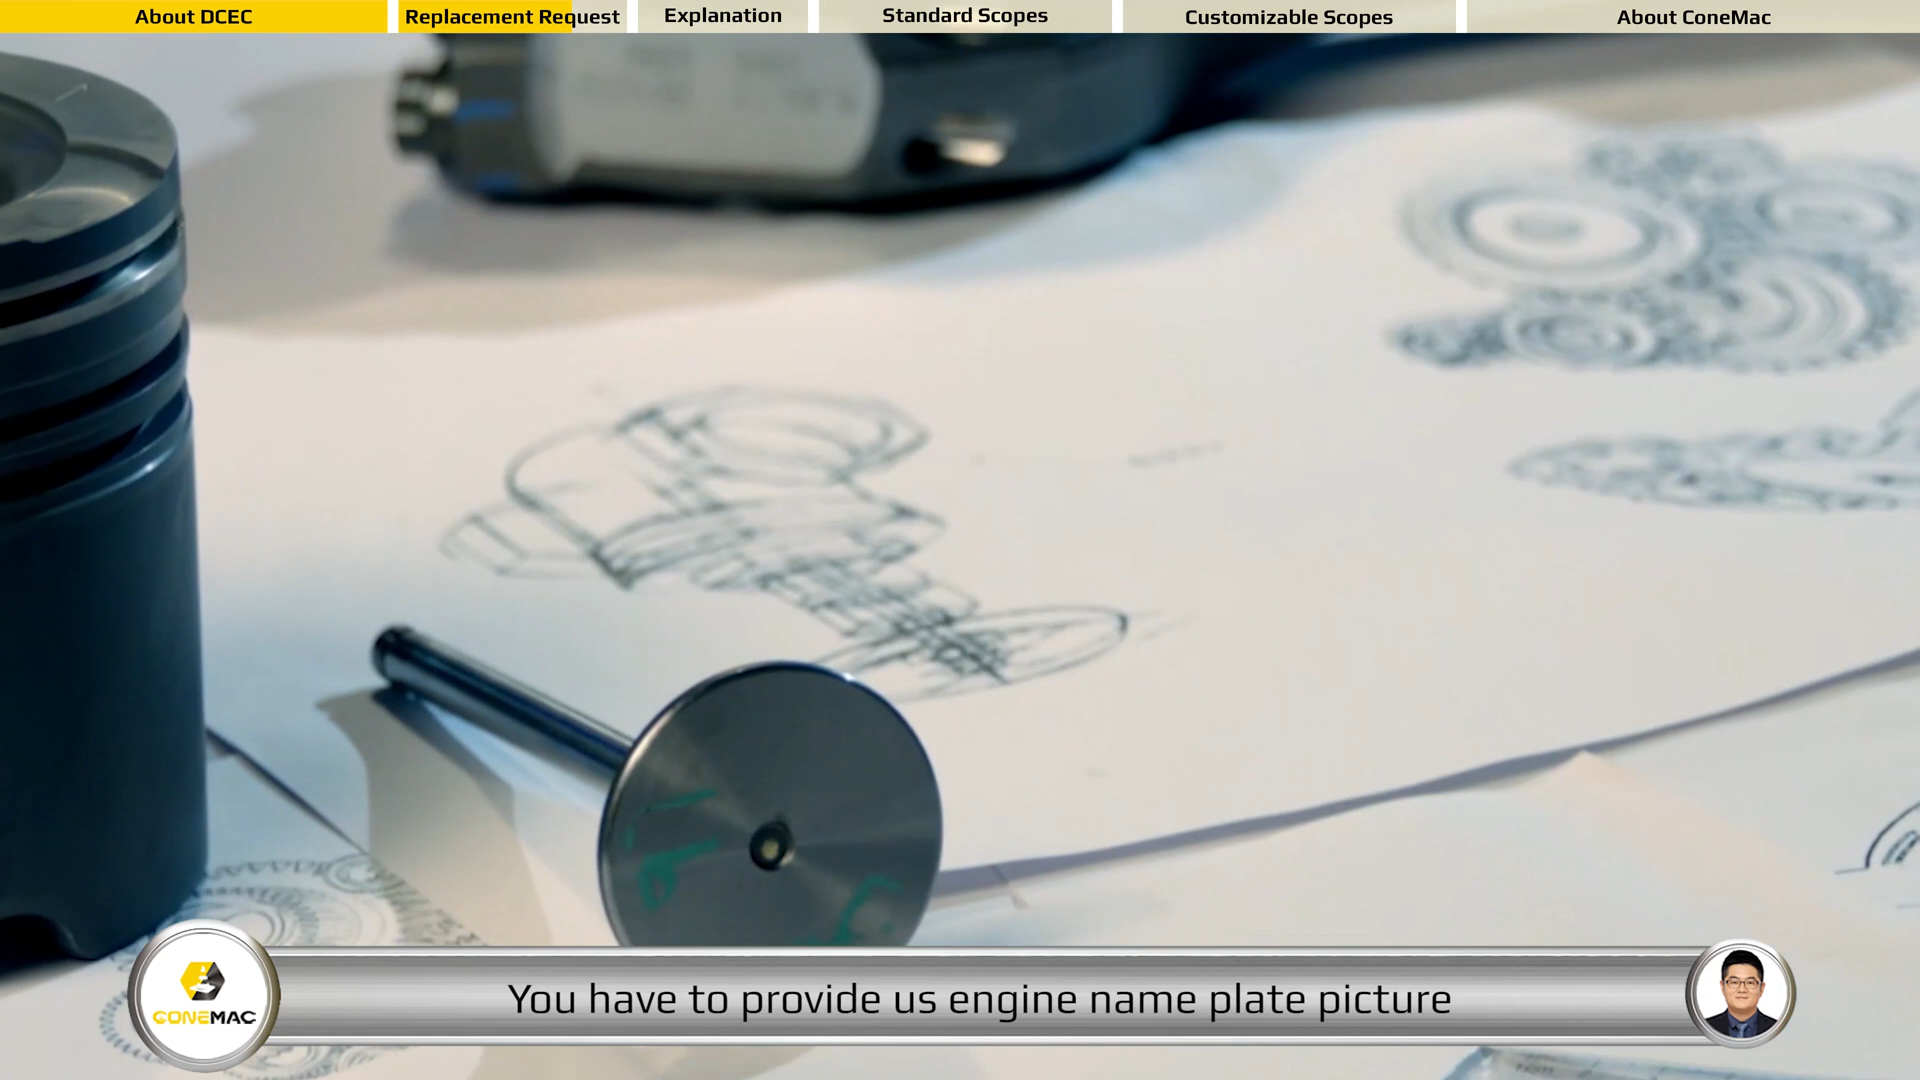 About DCEC
Replacement Request
Explanation
Standard Scopes
Customizable Scopes
About ConeMac
CONEMAC
You have to provide us engine name plate picture